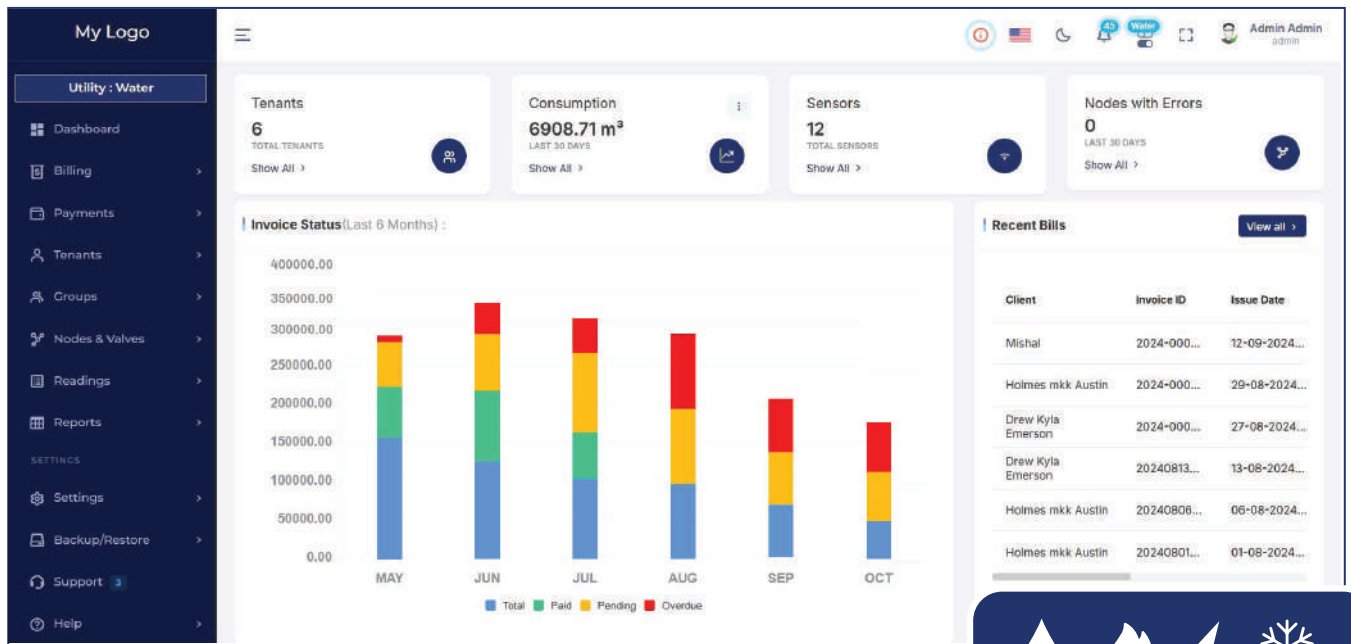 My Logo
Utility : Water
Dashboard
Billing
Payments
Tenants
Groups
Nodes & Valves
Readings
Reports
SETTINGS
Settings
Backup/Restore
Support 3
Help
45
Water
Admin Admin
admin
Tenants
6
TOTAL TENANTS
Show All >
Consumption
6908.71 m³
LAST 30 DAYS
Show All >
Sensors
12
TOTAL SENSORS
Show All >
Nodes with Errors
0
LAST 30 DAYS
Show All >
Invoice Status(Last 6 Months) :
400000.00
350000.00
300000.00
250000.00
200000.00
150000.00
100000.00
50000.00
0.00
MAY JUN JUL AUG SEP OCT
Total Paid Pending Overdue
Recent Bills
View all >
Client Invoice ID Issue Date
Mishal 2024-000... 12-09-2024...
Holmes mkk Austin 2024-000... 29-08-2024...
Drew Kyla
Emerson 2024-000... 27-08-2024...
Drew Kyla
Emerson 20240813... 13-08-2024...
Holmes mkk Austin 20240806... 06-08-2024...
Holmes mkk Austin 20240801... 01-08-2024...